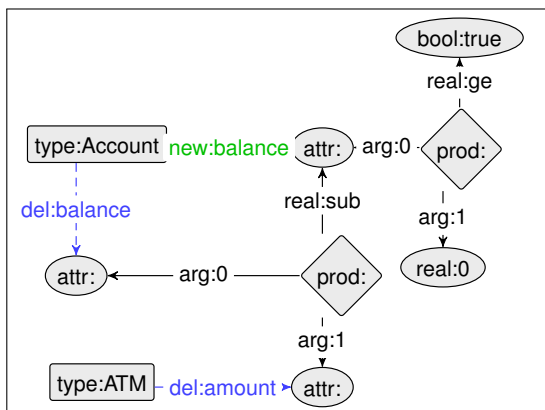 bool:true
real:ge
type:Account
new:balance
attr:
arg:0
prod:
real:sub
del:balance
arg:1
attr:
arg:0
prod:
real:0
arg:1
type:ATM
del:amount
attr: